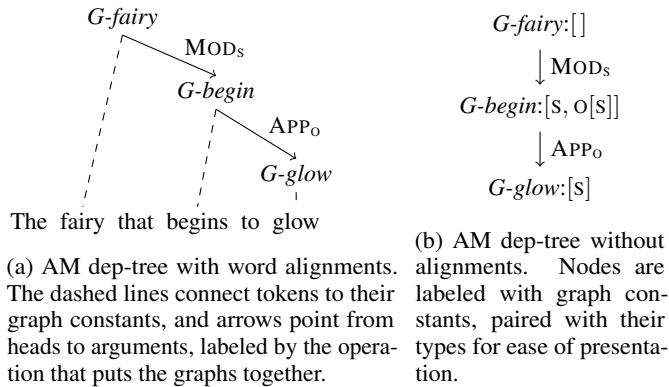 G-fairy
MODS
G-begin
APPO
G-glow
The fairy that begins to glow
(a) AM dep-tree with word alignments.
The dashed lines connect tokens to their
graph constants, and arrows point from
heads to arguments, labeled by the opera-
tion that puts the graphs together.
G-fairy:[ ]
MODS
G-begin:[S, O[S]]
APPO
G-glow:[S]
(b) AM dep-tree without
alignments. Nodes are
labeled with graph con-
stants, paired with their
types for ease of presenta-
tion.